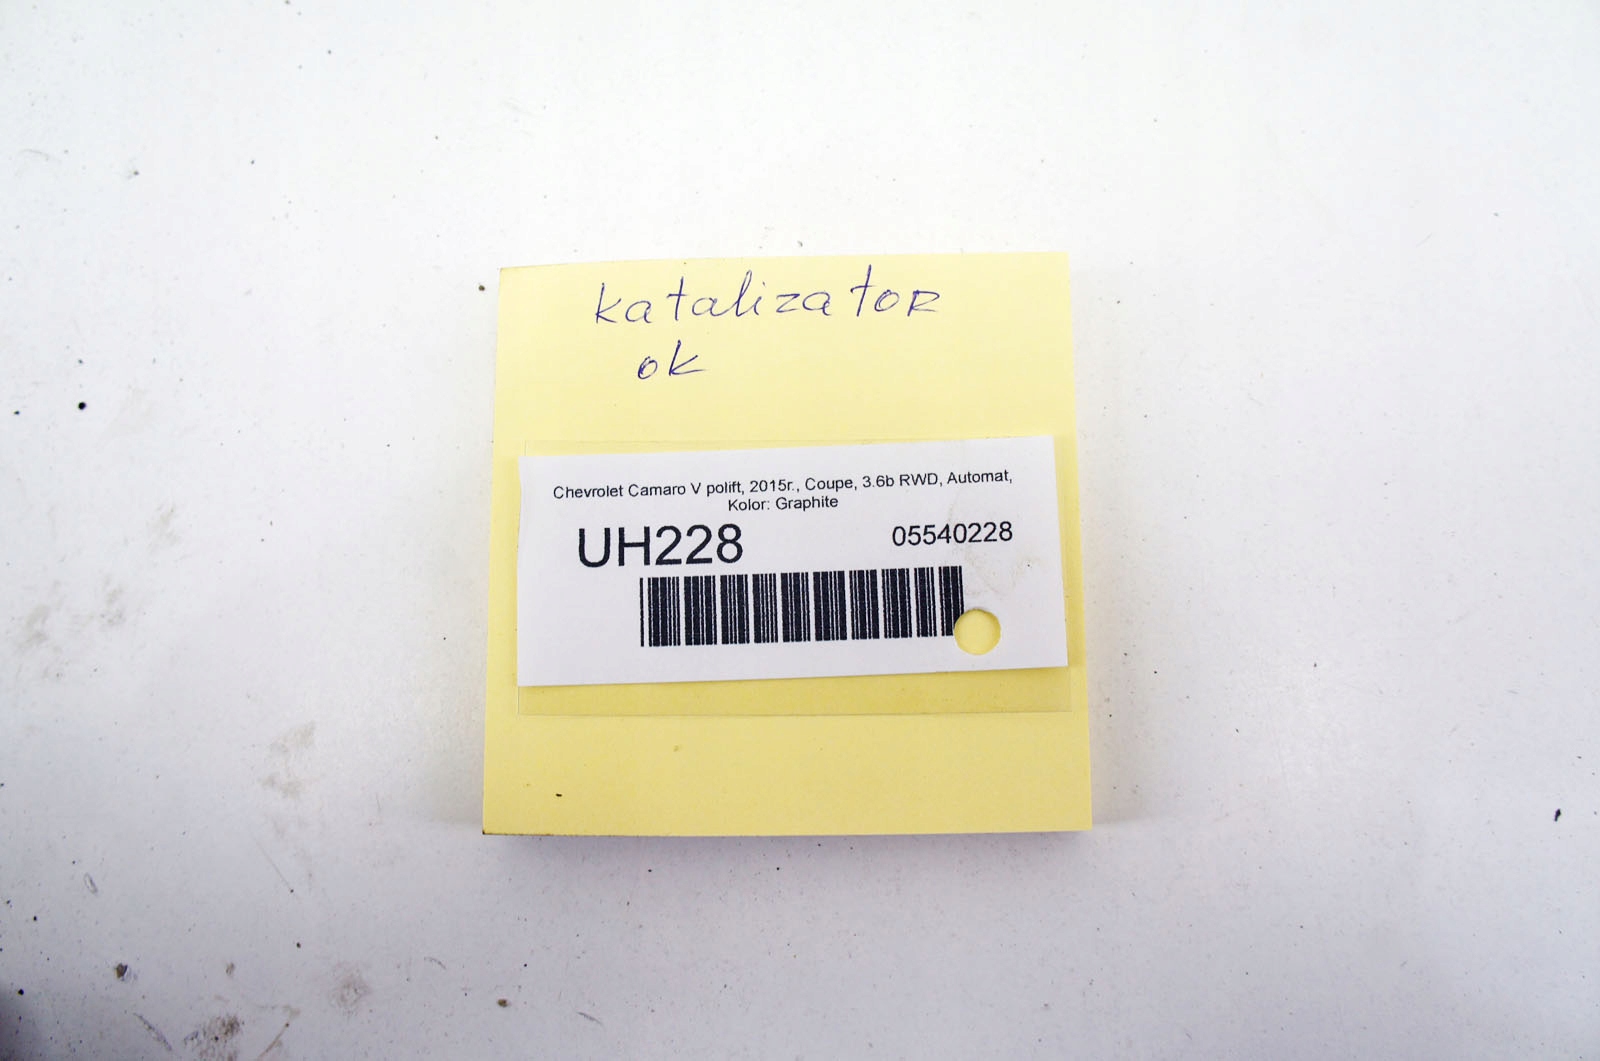 katalizator
ok
Chevrolet Camaro V polift, 2015r., Coupe, 3.6b RWD, Automat,
Kolor: Graphite
UH228 05540228